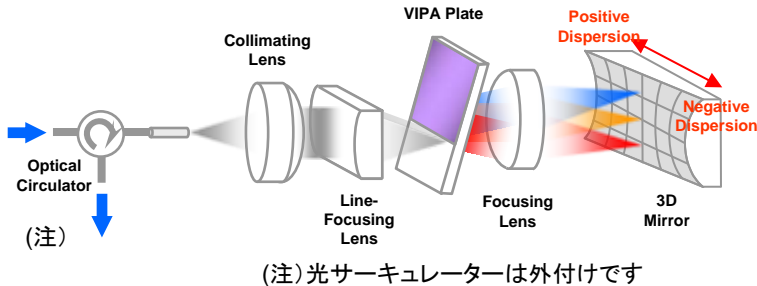 VIPA Plate
Positive
Dispersion
Collimating
Lens
Negative
Dispersion
Optical
Circulator
Line-
Focusing
Lens
Focusing
Lens
3D
Mirror
(注)
(注)光サーキュレーターは外付けです